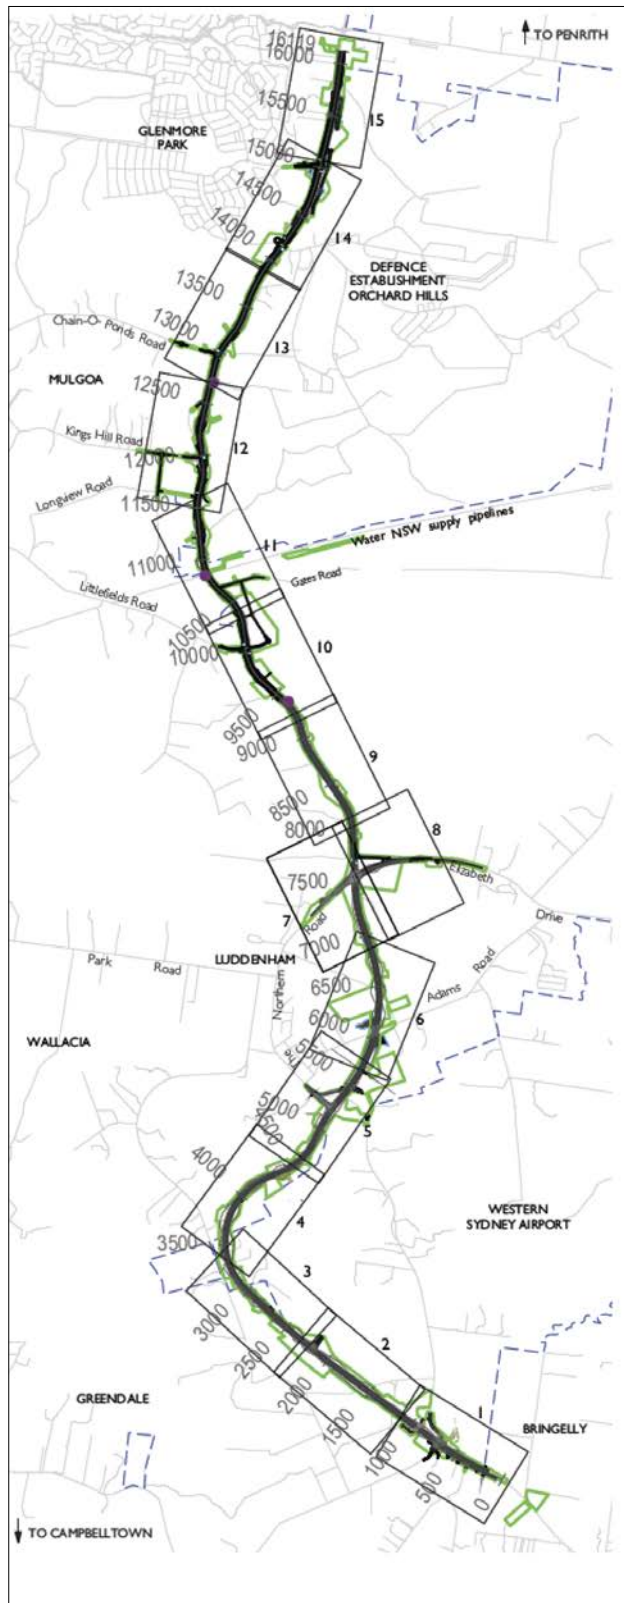 TO PENRITH
16119
16000
15500
15
GLENMORE
PARK
15000
14500
14000
14
DEFENCE
ESTABLISHMENT
ORCHARD HILLS
13500
13000
Chain-O- Ponds Road
13
MULGOA
12500
12
Kings Hill Road
12000
Longview Road
11500
Water NSW supply pipelines
11
11000
Gates Road
Littlefields Road
10500
10000
10
9500
9000
9
8500
8000
8
Elizabeth
Drive
7500
7
7000
Road
LUDDENHAM
Park Road
Northern
The
Adams Road
6500
6000
6
WALLACIA
5500
5000
4500
5
4000
WESTERN
SYDNEY AIRPORT
4
3500
3
3000
2500
2
2000
1500
GREENDALE
1
BRINGELLY
1000
500
0
TO CAMPBELLTOWN